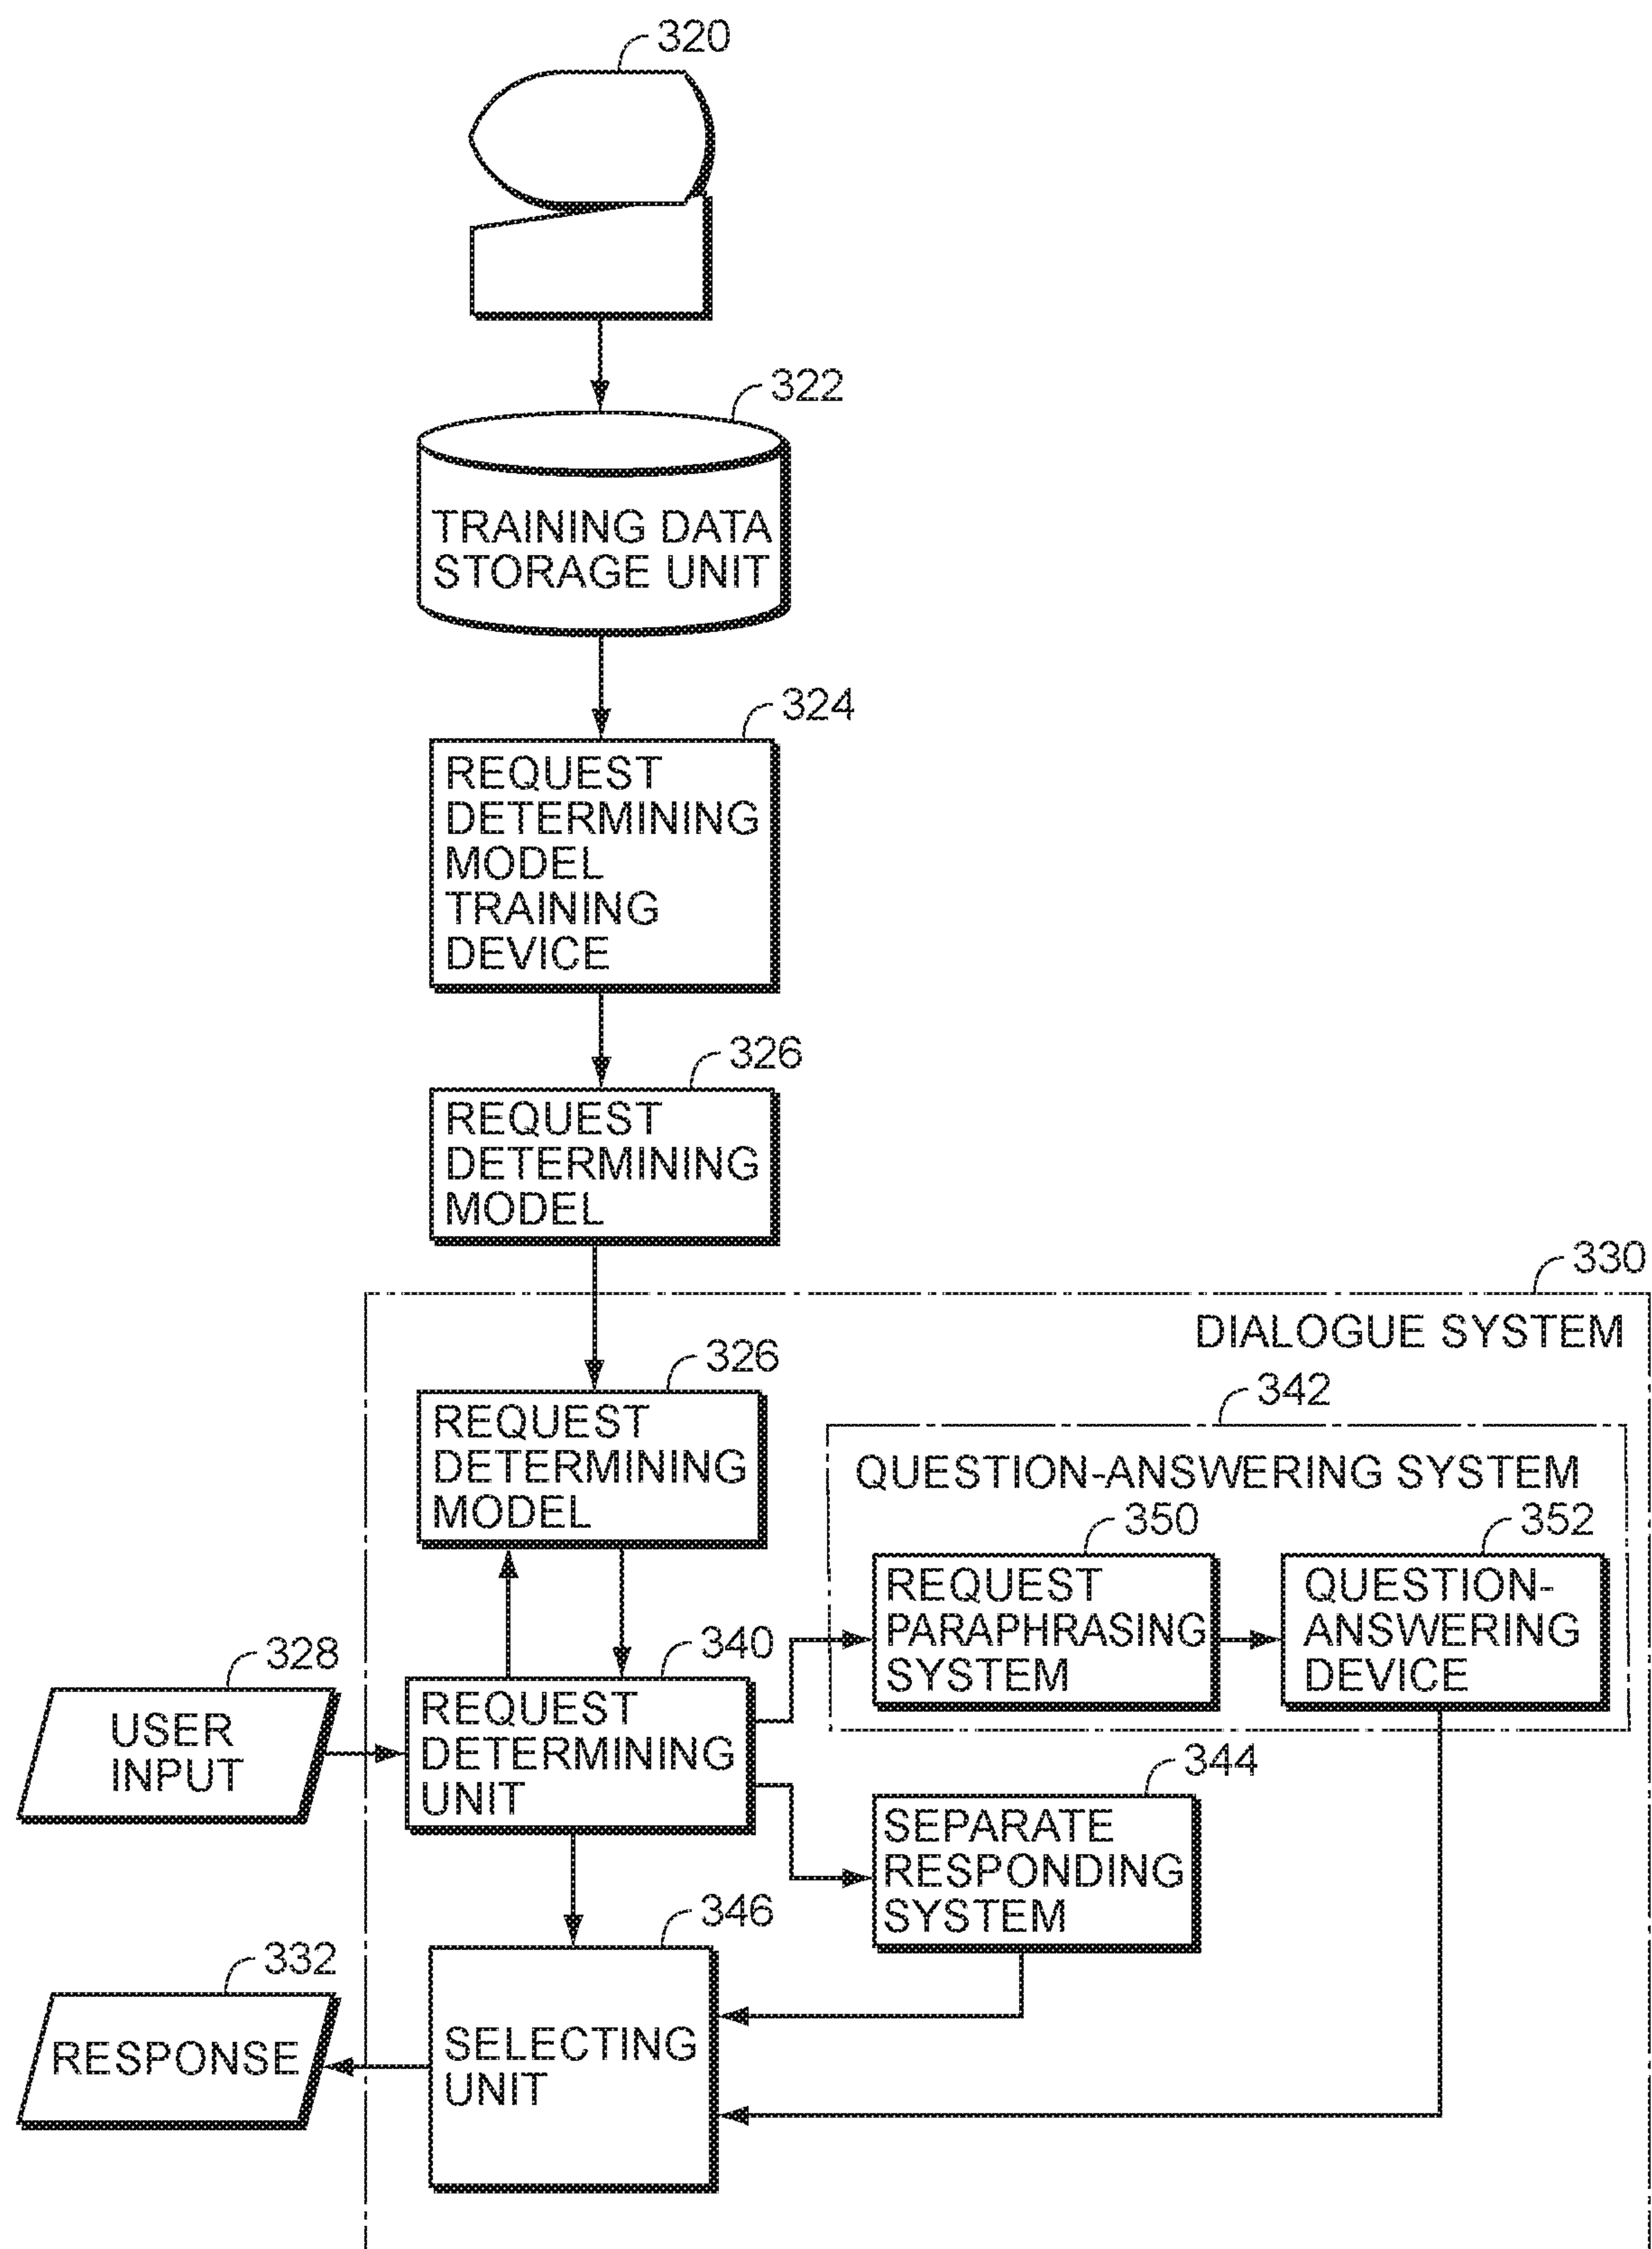 320
322
TRAINING DATA
STORAGE UNIT
324
REQUEST
DETERMINING
MODEL
TRAINING
DEVICE
326
REQUEST
DETERMINING
MODEL
330
DIALOGUE SYSTEM
326
REQUEST
DETERMINING
MODEL
342
QUESTION-ANSWERING SYSTEM
350
REQUEST
PARAPHRASING
SYSTEM
352
QUESTION-
ANSWERING
DEVICE
328
USER
INPUT
340
REQUEST
DETERMINING
UNIT
344
SEPARATE
RESPONDING
SYSTEM
346
SELECTING
UNIT
332
RESPONSE